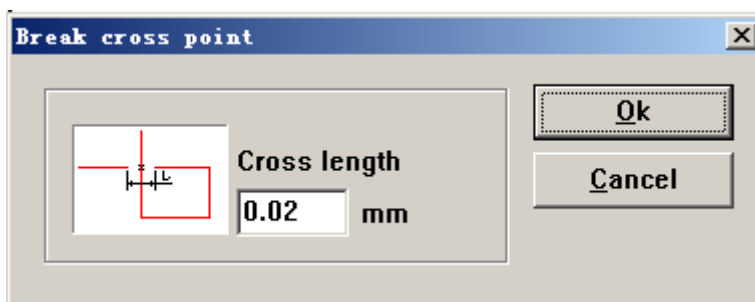 Break cross point
Ok
L
Cross length
0.02 mm
Cancel